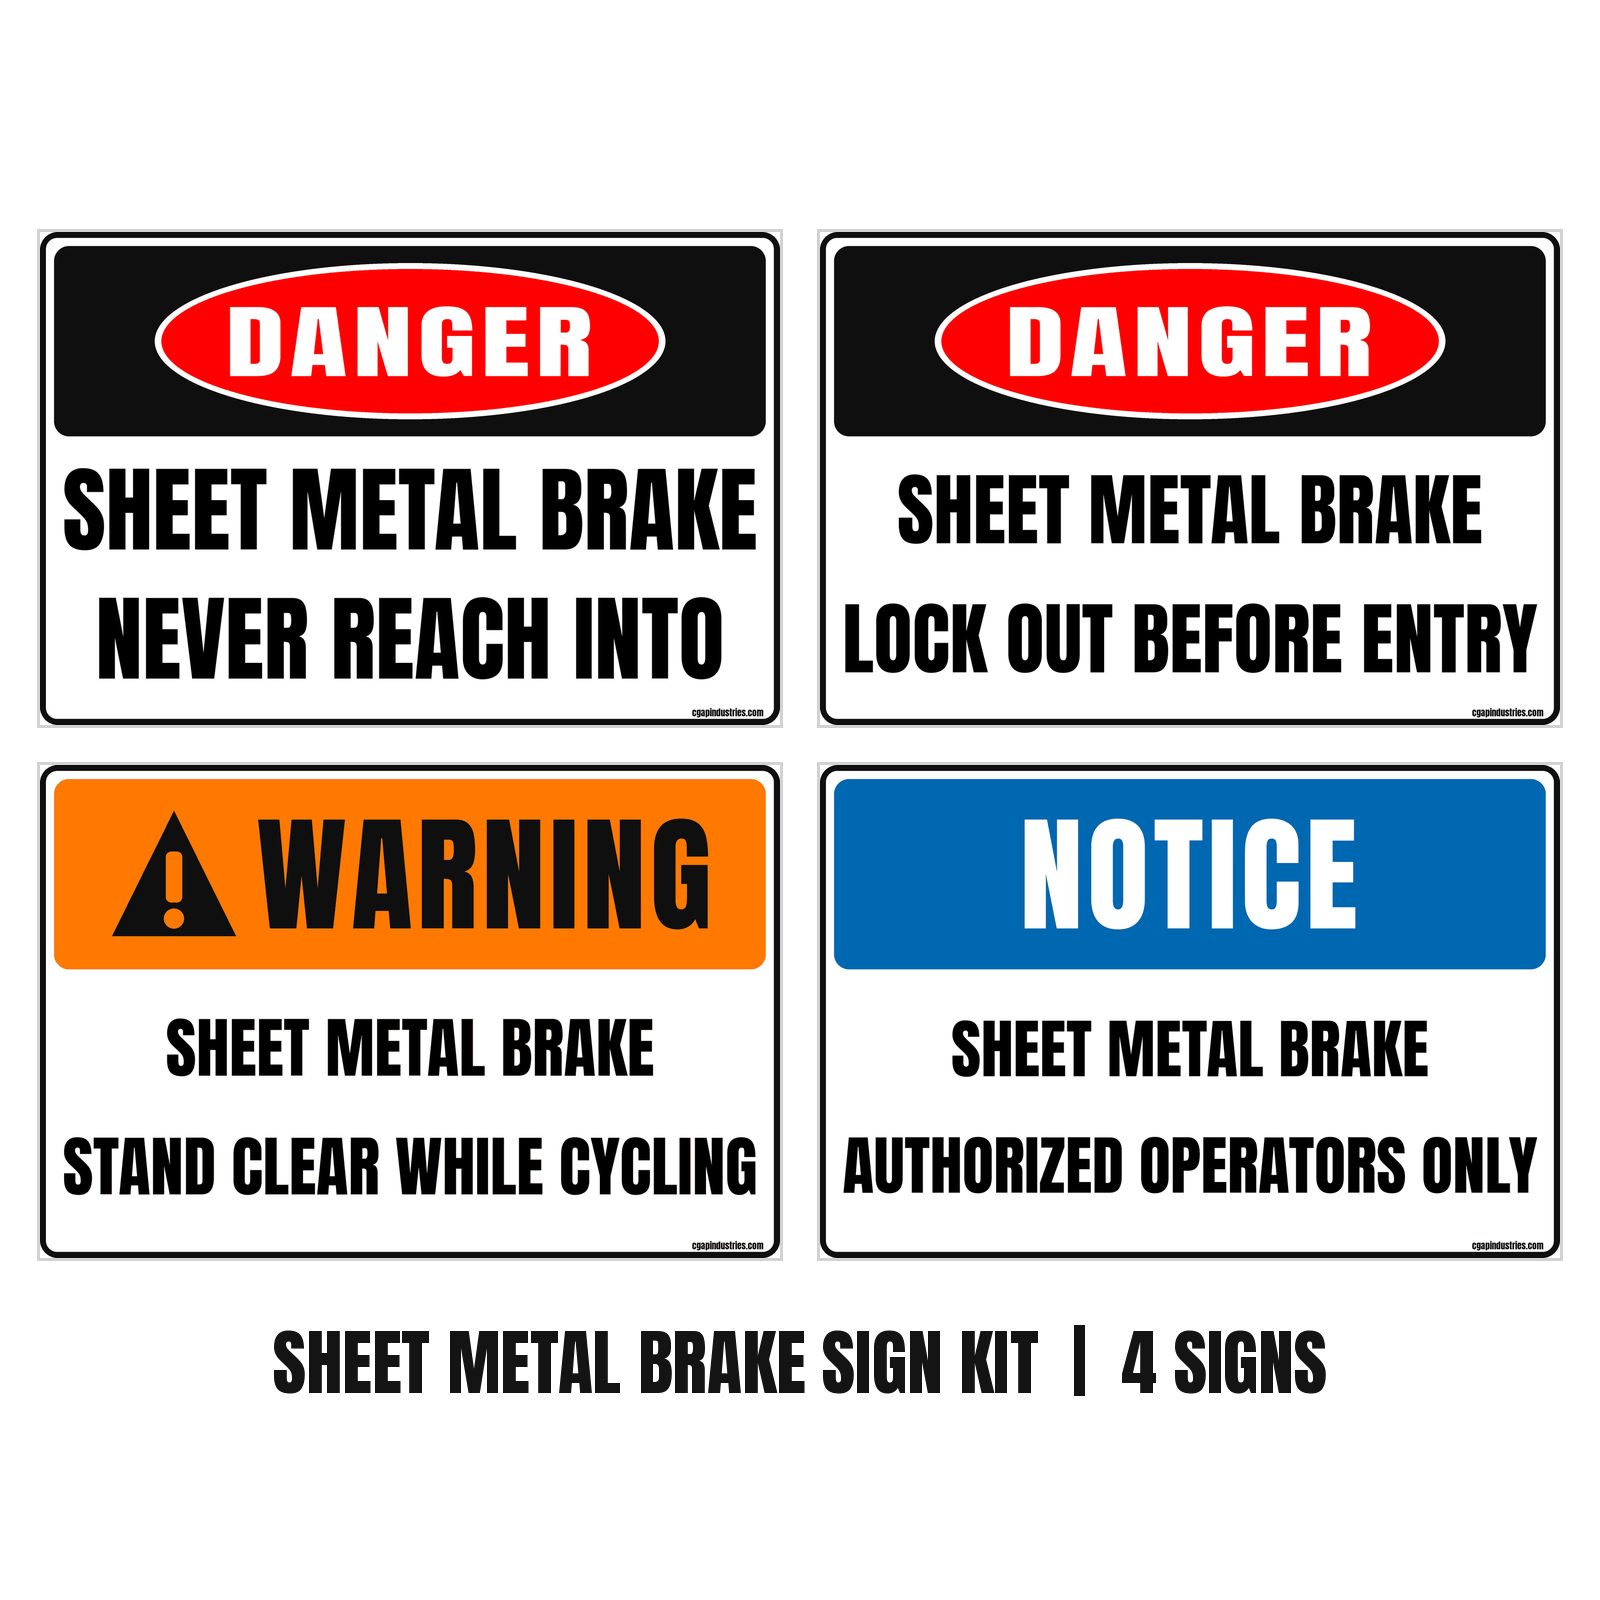 DANGER
SHEET METAL BRAKE
NEVER REACH INTO
cgapindustries.com
DANGER
SHEET METAL BRAKE
LOCK OUT BEFORE ENTRY
cgapindustries.com
WARNING
SHEET METAL BRAKE
STAND CLEAR WHILE CYCLING
cgapindustries.com
NOTICE
SHEET METAL BRAKE
AUTHORIZED OPERATORS ONLY
cgapindustries.com
SHEET METAL BRAKE SIGN KIT | 4 SIGNS